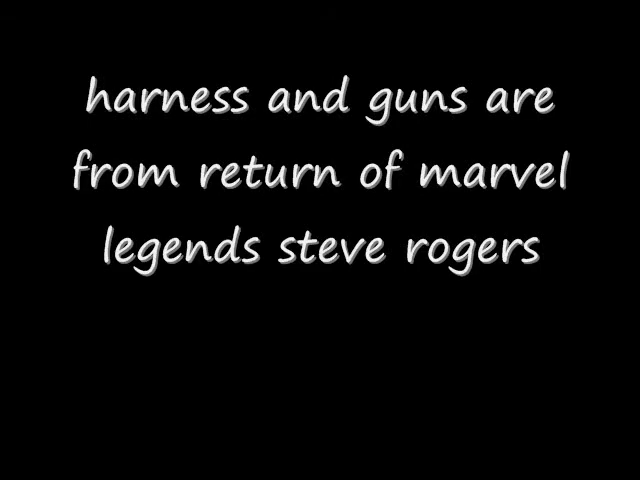 harness and guns are
from return of marvel
legends steve rogers